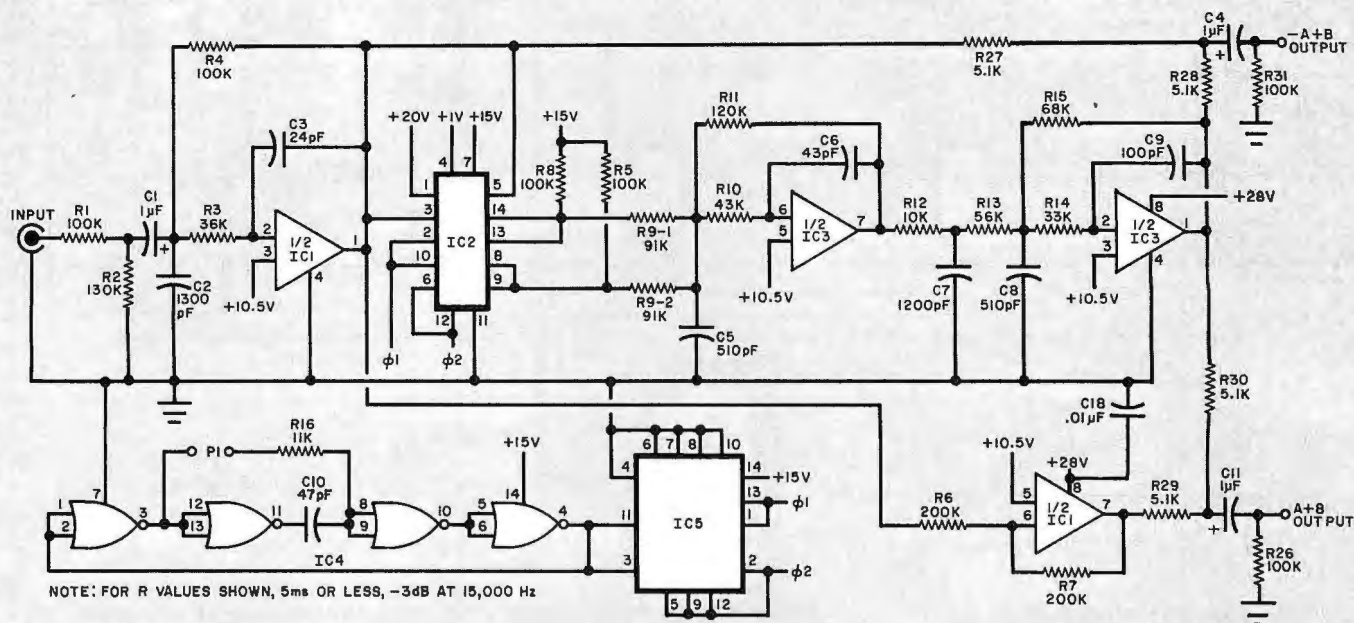 INPUT
R1
100K
R2
130K
C1
1µF
+
R4
100K
R3
36K
C2
1300
pF
C3
24pF
2
3
+10.5V
1/2
IC1
4
1
+20V
+1V
+15V
4
7
1
3
2
10
6
12
11
5
14
13
8
9
IC2
ϕ1
ϕ2
+15V
R8
100K
R5
100K
R9-1
91K
R9-2
91K
R11
120K
R10
43K
C5
510pF
C6
43pF
6
5
+10.5V
1/2
IC3
7
R12
10K
C7
1200pF
R13
56K
C8
510pF
R14
33K
R15
68K
C9
100pF
2
3
+10.5V
1/2
IC3
8
4
1
+28V
R27
5.1K
R28
5.1K
C4
1µF
+
R31
100K
-A+B
OUTPUT
R30
5.1K
C18
.01µF
1
2
7
3
P1
R16
11K
12
13
11
C10
47pF
8
9
10
IC4
5
6
14
+15V
4
4
11
3
6
7
8
10
14
+15V
13
ϕ1
1
2
ϕ2
5
9
12
IC5
R6
200K
+10.5V
+28V
8
5
6
1/2
IC1
7
R7
200K
R29
5.1K
C11
1µF
+
A+B
OUTPUT
R26
100K
NOTE: FOR R VALUES SHOWN, 5ms OR LESS, -3dB AT 15,000 Hz